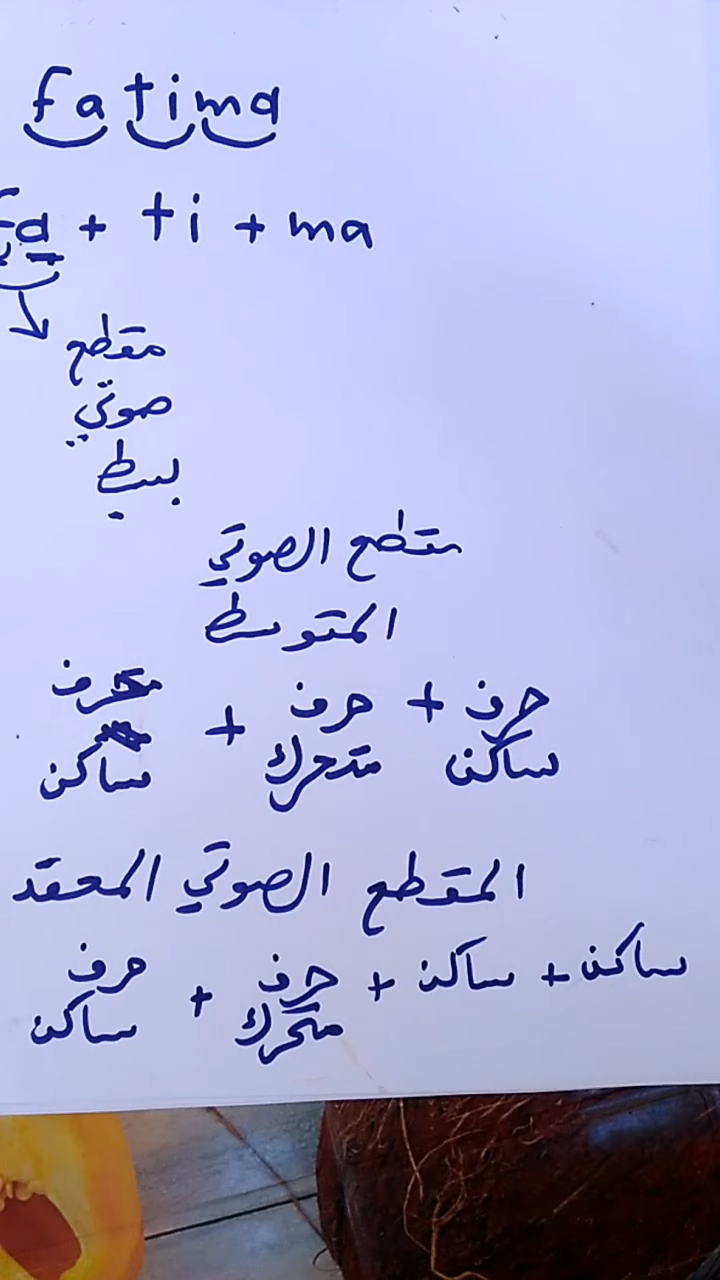 fatima
fa + ti + ma
مقطع
صوتي
بسيط
مقطع الصوتي
المتوسط
حرف + حرف + حرف
ساكن متحرك ساكن
المقطع الصوتي المعقد
ساكن + ساكن + حرف + حرف
متحرك ساكن